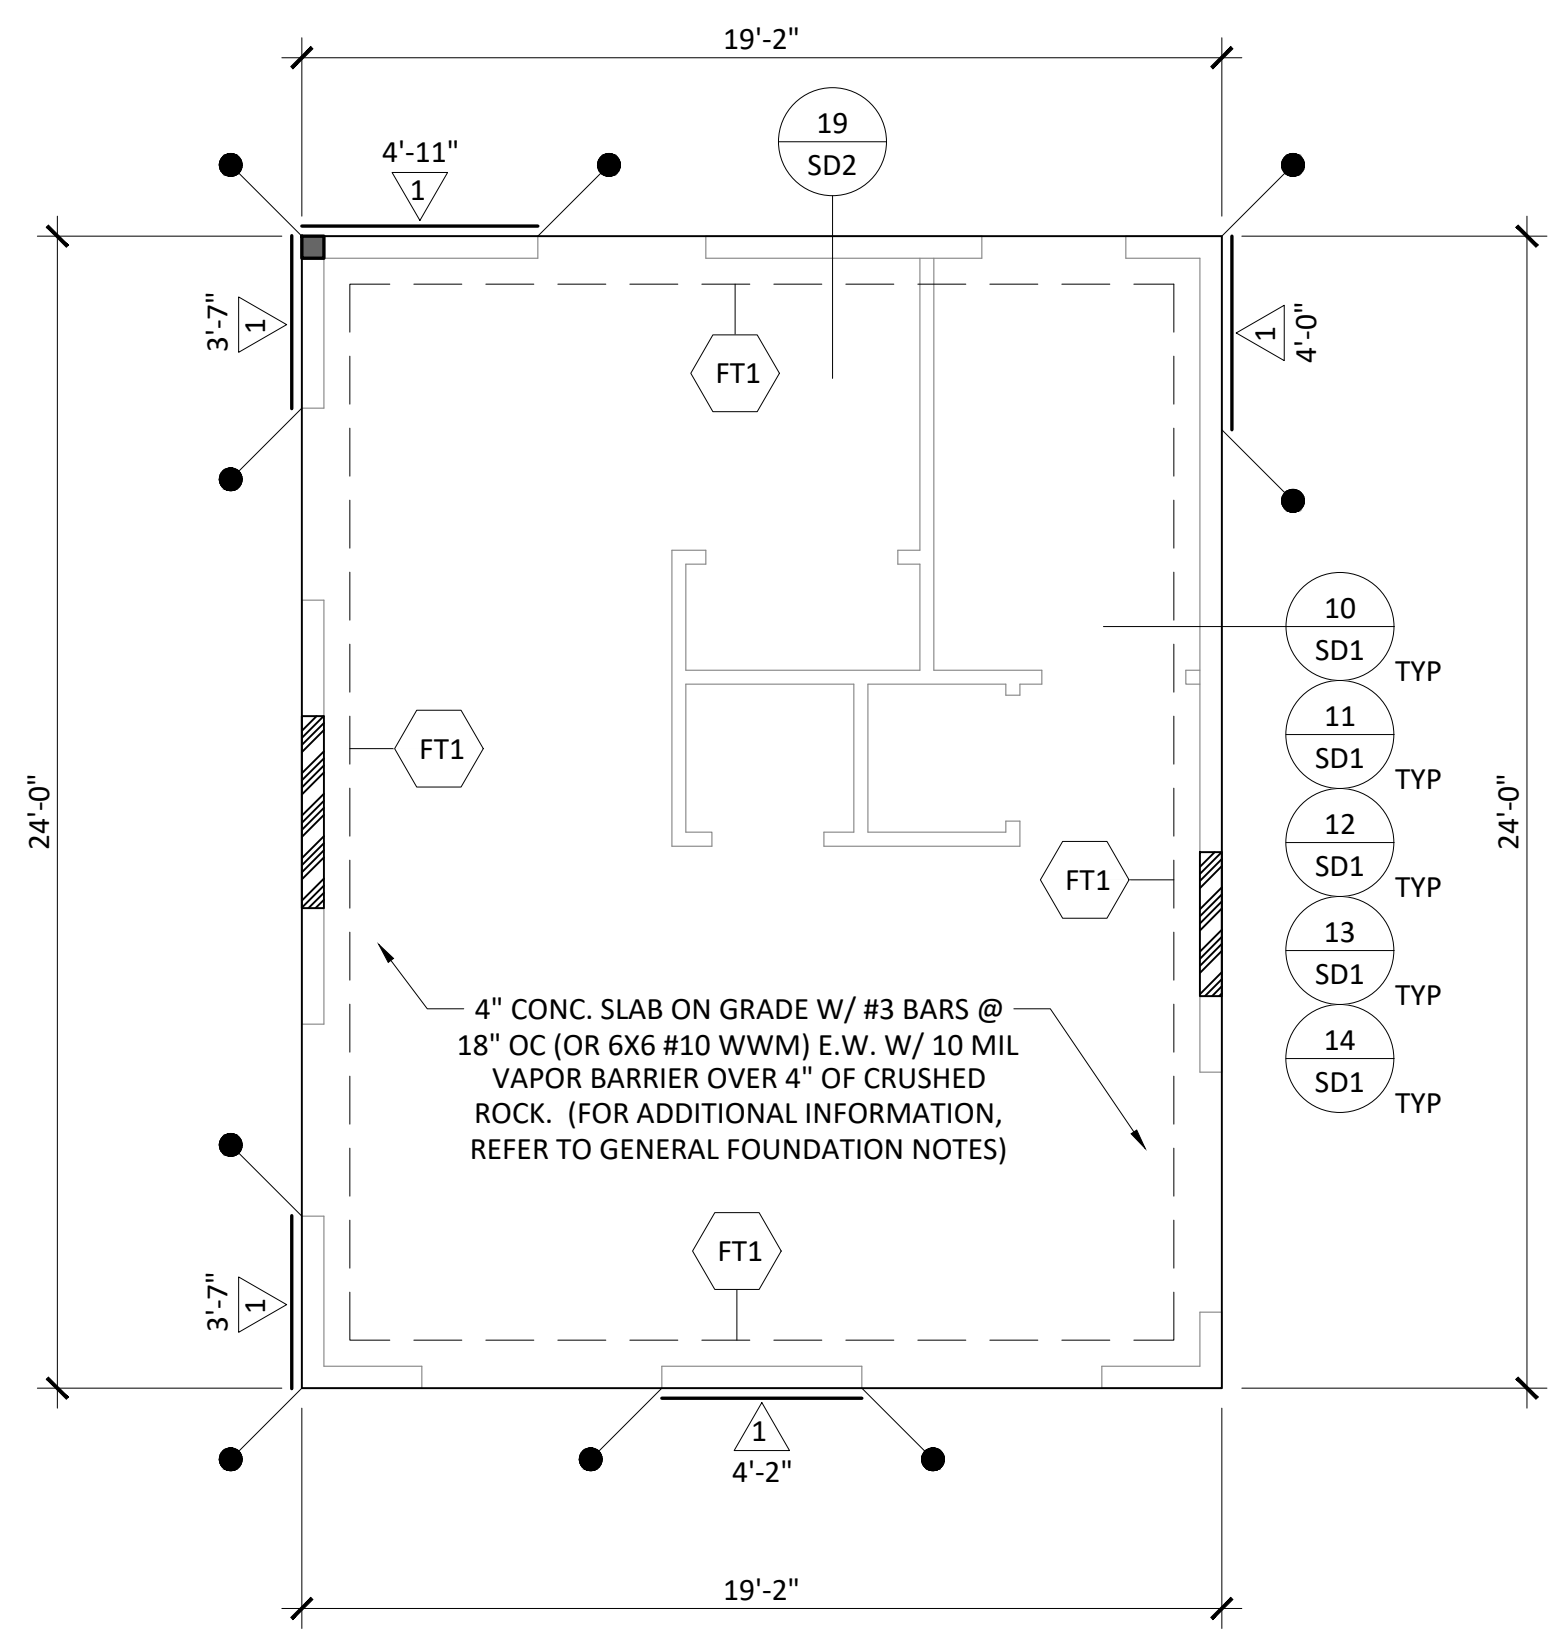 19'-2"
19
SD2
4'-11"
1
3'-7"
1
1
4'-0"
FT1
10
SD1
TYP
11
SD1
TYP
FT1
24'-0"
24'-0"
12
SD1
TYP
FT1
13
SD1
TYP
4" CONC. SLAB ON GRADE W/ #3 BARS @
18" OC (OR 6X6 #10 WWM) E.W. W/ 10 MIL
VAPOR BARRIER OVER 4" OF CRUSHED
ROCK. (FOR ADDITIONAL INFORMATION,
REFER TO GENERAL FOUNDATION NOTES)
14
SD1
TYP
FT1
3'-7"
1
1
4'-2"
19'-2"